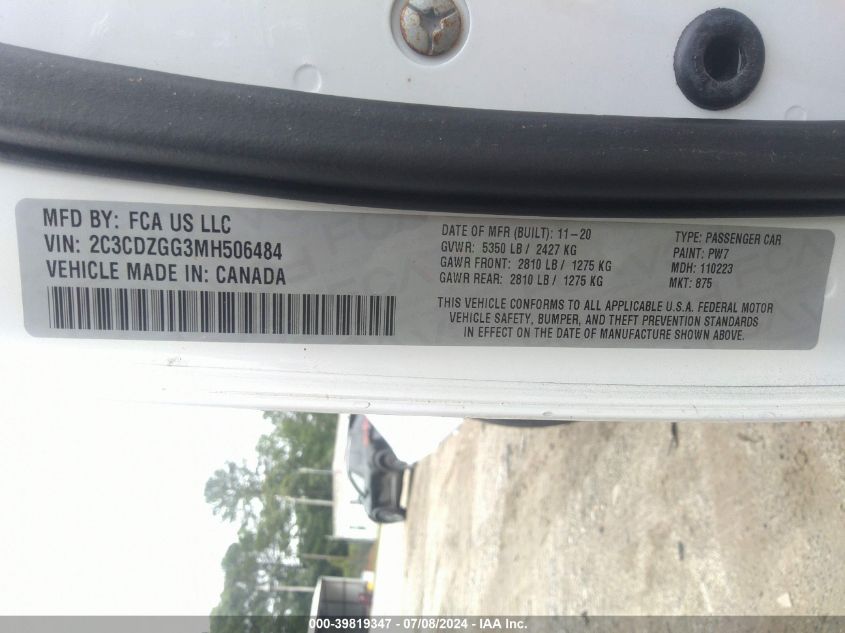 MFD BY: FCA US LLC
VIN: 2C3CDZGG3MH506484
VEHICLE MADE IN: CANADA
DATE OF MFR (BUILT): 11-20
GVWR: 5350 LB / 2427 KG
GAWR FRONT: 2810 LB / 1275 KG
GAWR REAR: 2810 LB / 1275 KG
TYPE: PASSENGER CAR
PAINT: PW7
MDH: 110223
MKT: 875
THIS VEHICLE CONFORMS TO ALL APPLICABLE U.S.A. FEDERAL MOTOR
VEHICLE SAFETY, BUMPER, AND THEFT PREVENTION STANDARDS
IN EFFECT ON THE DATE OF MANUFACTURE SHOWN ABOVE.
000-39819347 / 07/08/2024 - IAA Inc.